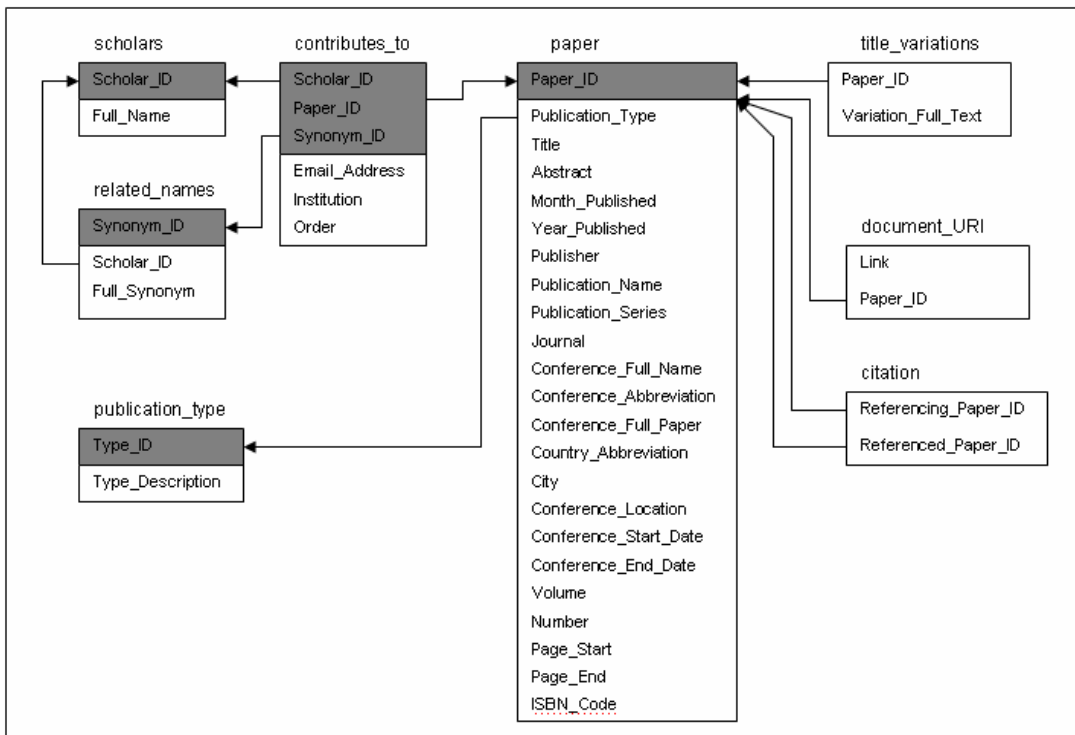 scholars
Scholar_ID
Full_Name
related_names
Synonym_ID
Scholar_ID
Full_Synonym
publication_type
Type_ID
Type_Description
contributes_to
Scholar_ID
Paper_ID
Synonym_ID
Email_Address
Institution
Order
paper
Paper_ID
Publication_Type
Title
Abstract
Month_Published
Year_Published
Publisher
Publication_Name
Publication_Series
Journal
Conference_Full_Name
Conference_Abbreviation
Conference_Full_Paper
Country_Abbreviation
City
Conference_Location
Conference_Start_Date
Conference_End_Date
Volume
Number
Page_Start
Page_End
ISBN_Code
title_variations
Paper_ID
Variation_Full_Text
document_URI
Link
Paper_ID
citation
Referencing_Paper_ID
Referenced_Paper_ID